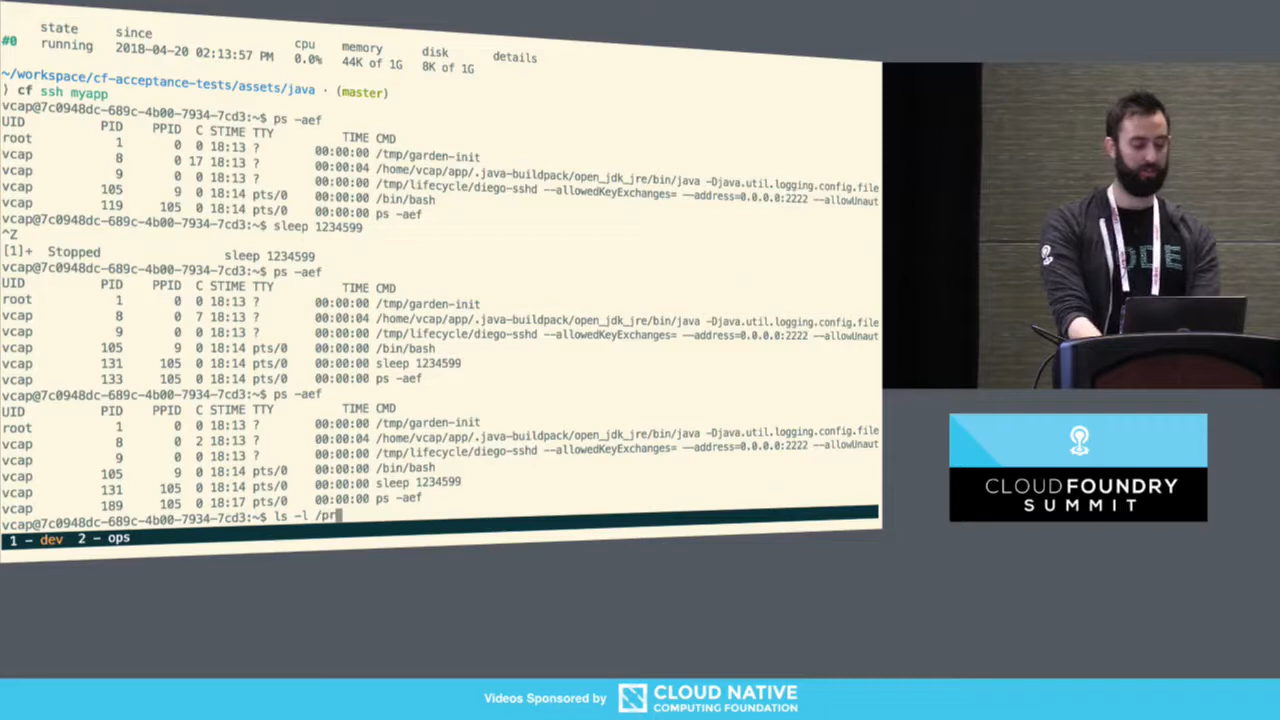 state since cpu memory disk details
#0 running 2018-04-20 02:13:57 PM 0.0% 44K of 1G 8K of 1G
~/workspace/cf-acceptance-tests/assets/java · (master)
) cf ssh myapp
vcap@7c0948dc-689c-4b00-7934-7cd3:~$ ps -aef
UID PID PPID C STIME TTY TIME CMD
root 1 0 0 18:13 ? 00:00:00 /tmp/garden-init
vcap 8 0 17 18:13 ? 00:00:04 /home/vcap/app/.java-buildpack/open_jdk_jre/bin/java -Djava.util.logging.config.file
vcap 9 0 0 18:13 ? 00:00:00 /tmp/lifecycle/diego-sshd --allowedKeyExchanges= --address=0.0.0.0:2222 --allowUnaut
vcap 105 9 0 18:14 pts/0 00:00:00 /bin/bash
vcap 119 105 0 18:14 pts/0 00:00:00 ps -aef
vcap@7c0948dc-689c-4b00-7934-7cd3:~$ sleep 1234599
^Z
[1]+ Stopped sleep 1234599
vcap@7c0948dc-689c-4b00-7934-7cd3:~$ ps -aef
UID PID PPID C STIME TTY TIME CMD
root 1 0 0 18:13 ? 00:00:00 /tmp/garden-init
vcap 8 0 7 18:13 ? 00:00:04 /home/vcap/app/.java-buildpack/open_jdk_jre/bin/java -Djava.util.logging.config.file
vcap 9 0 0 18:13 ? 00:00:00 /tmp/lifecycle/diego-sshd --allowedKeyExchanges= --address=0.0.0.0:2222 --allowUnaut
vcap 105 9 0 18:14 pts/0 00:00:00 /bin/bash
vcap 131 105 0 18:14 pts/0 00:00:00 sleep 1234599
vcap 133 105 0 18:14 pts/0 00:00:00 ps -aef
vcap@7c0948dc-689c-4b00-7934-7cd3:~$ ps -aef
UID PID PPID C STIME TTY TIME CMD
root 1 0 0 18:13 ? 00:00:00 /tmp/garden-init
vcap 8 0 2 18:13 ? 00:00:04 /home/vcap/app/.java-buildpack/open_jdk_jre/bin/java -Djava.util.logging.config.file
vcap 9 0 0 18:13 ? 00:00:00 /tmp/lifecycle/diego-sshd --allowedKeyExchanges= --address=0.0.0.0:2222 --allowUnaut
vcap 105 9 0 18:14 pts/0 00:00:00 /bin/bash
vcap 131 105 0 18:14 pts/0 00:00:00 sleep 1234599
vcap 189 105 0 18:17 pts/0 00:00:00 ps -aef
vcap@7c0948dc-689c-4b00-7934-7cd3:~$ ls -l /pr
1 - dev 2 - ops
CLOUD FOUNDRY
SUMMIT
Videos Sponsored by
CLOUD NATIVE
COMPUTING FOUNDATION